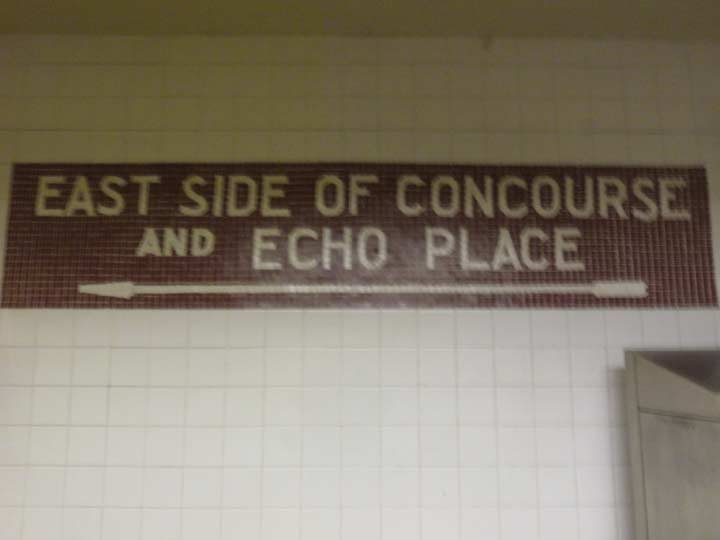 EAST SIDE OF CONCOURSE
AND ECHO PLACE